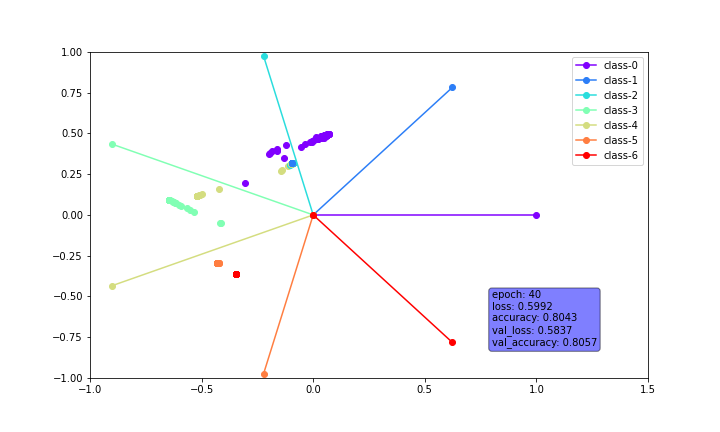 1.00
0.75
0.50
0.25
0.00
−0.25
−0.50
−0.75
−1.00
−1.0
−0.5
0.0
0.5
1.0
1.5
class-0
class-1
class-2
class-3
class-4
class-5
class-6
epoch: 40
loss: 0.5992
accuracy: 0.8043
val_loss: 0.5837
val_accuracy: 0.8057